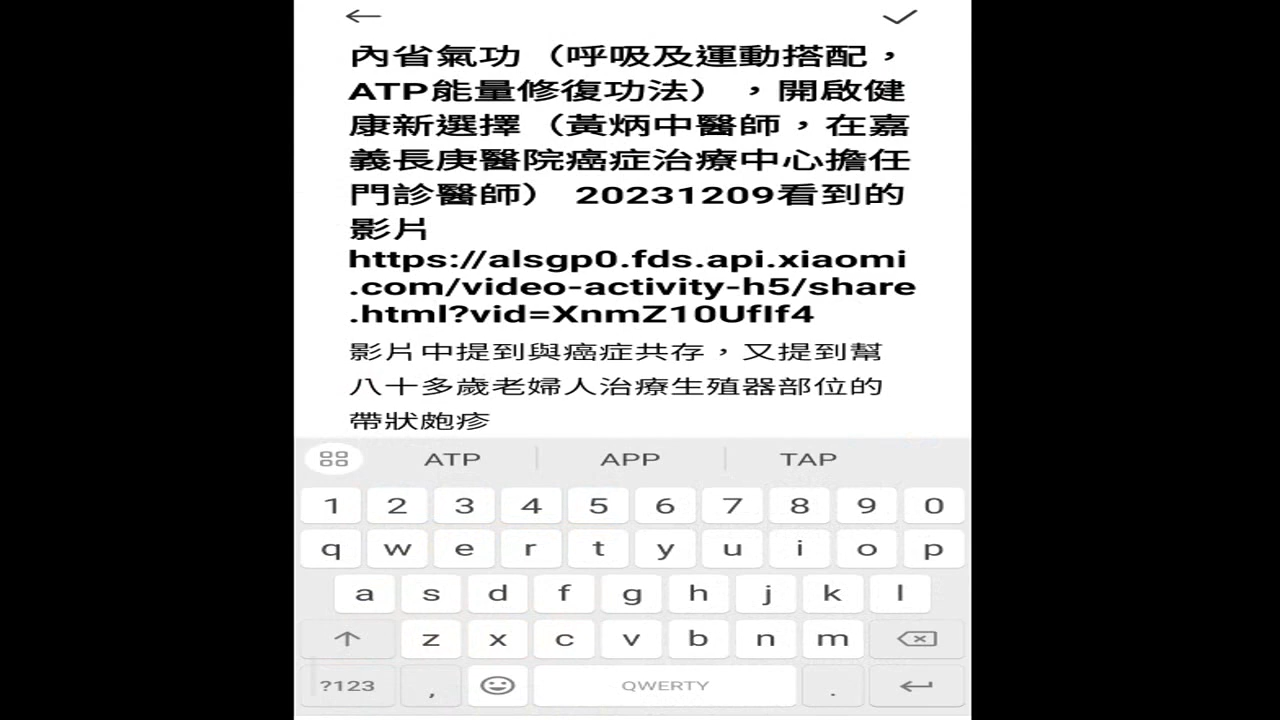 內省氣功（呼吸及運動搭配，
ATP能量修復功法），開啟健
康新選擇（黃炳中醫師，在嘉
義長庚醫院癌症治療中心擔任
門診醫師） 20231209看到的
影片
https://alsgp0.fds.api.xiaomi
.com/video-activity-h5/share
.html?vid=XnmZ10UfIf4
影片中提到與癌症共存，又提到幫
八十多歲老婦人治療生殖器部位的
帶狀皰疹
ATP APP TAP
1 2 3 4 5 6 7 8 9 0
q w e r t y u i o p
a s d f g h j k l
z x c v b n m
?123 , QWERTY .